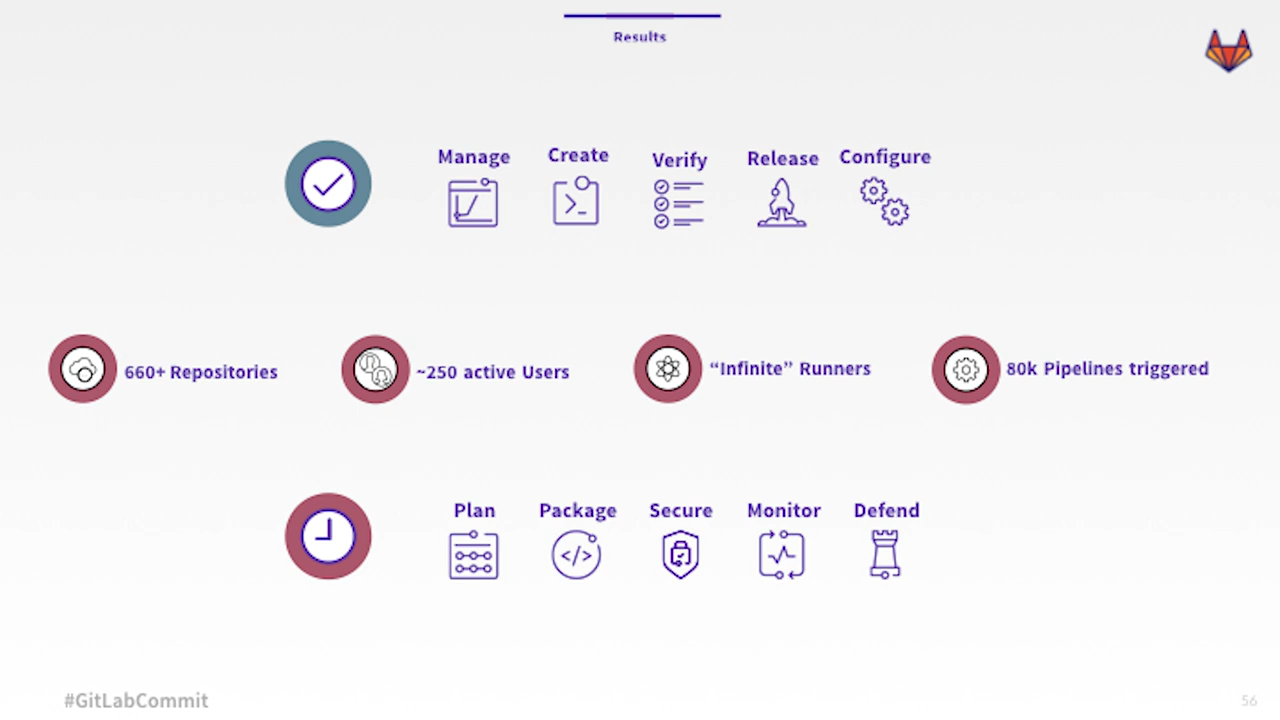 Results
Manage Create Verify Release Configure
660+ Repositories ~250 active Users “Infinite” Runners 80k Pipelines triggered
Plan Package Secure Monitor Defend
#GitLabCommit 56